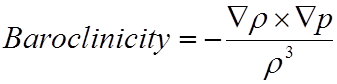 Baroclinicity = − ∇ρ × ∇p / ρ³